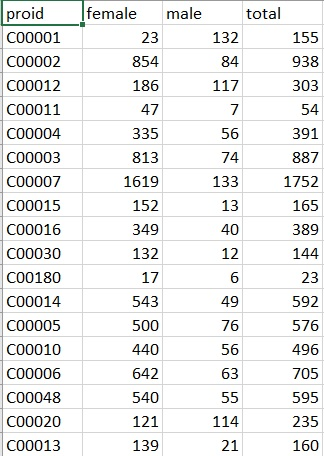 proid female male total
C00001 23 132 155
C00002 854 84 938
C00012 186 117 303
C00011 47 7 54
C00004 335 56 391
C00003 813 74 887
C00007 1619 133 1752
C00015 152 13 165
C00016 349 40 389
C00030 132 12 144
C00180 17 6 23
C00014 543 49 592
C00005 500 76 576
C00010 440 56 496
C00006 642 63 705
C00048 540 55 595
C00020 121 114 235
C00013 139 21 160